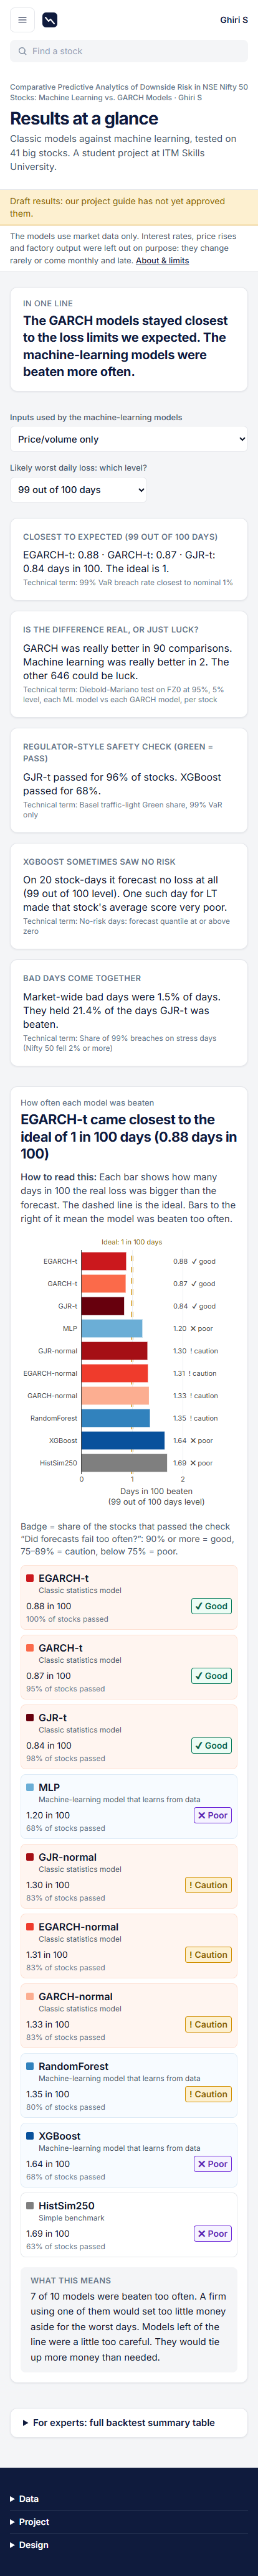 Ghiri S
Find a stock
Comparative Predictive Analytics of Downside Risk in NSE Nifty 50
Stocks: Machine Learning vs. GARCH Models · Ghiri S
Results at a glance
Classic models against machine learning, tested on
41 big stocks. A student project at ITM Skills
University.
Draft results: our project guide has not yet approved
them.
The models use market data only. Interest rates, price rises
and factory output were left out on purpose: they change
rarely or come monthly and late. About & limits
IN ONE LINE
The GARCH models stayed closest
to the loss limits we expected. The
machine-learning models were
beaten more often.
Inputs used by the machine-learning models
Price/volume only
Likely worst daily loss: which level?
99 out of 100 days
CLOSEST TO EXPECTED (99 OUT OF 100 DAYS)
EGARCH-t: 0.88 · GARCH-t: 0.87 · GJR-t:
0.84 days in 100. The ideal is 1.
Technical term: 99% VaR breach rate closest to nominal 1%
IS THE DIFFERENCE REAL, OR JUST LUCK?
GARCH was really better in 90 comparisons.
Machine learning was really better in 2. The
other 646 could be luck.
Technical term: Diebold-Mariano test on FZ0 at 95%, 5%
level, each ML model vs each GARCH model, per stock
REGULATOR-STYLE SAFETY CHECK (GREEN =
PASS)
GJR-t passed for 96% of stocks. XGBoost
passed for 68%.
Technical term: Basel traffic-light Green share, 99% VaR
only
XGBOOST SOMETIMES SAW NO RISK
On 20 stock-days it forecast no loss at all
(99 out of 100 level). One such day for LT
made that stock's average score very poor.
Technical term: No-risk days: forecast quantile at or above
zero
BAD DAYS COME TOGETHER
Market-wide bad days were 1.5% of days.
They held 21.4% of the days GJR-t was
beaten.
Technical term: Share of 99% breaches on stress days
(Nifty 50 fell 2% or more)
How often each model was beaten
EGARCH-t came closest to the
ideal of 1 in 100 days (0.88 days in
100)
How to read this: Each bar shows how many
days in 100 the real loss was bigger than the
forecast. The dashed line is the ideal. Bars to the
right of it mean the model was beaten too often.
Ideal: 1 in 100 days
EGARCH-t 0.88 ✓ good
GARCH-t 0.87 ✓ good
GJR-t 0.84 ✓ good
MLP 1.20 ✕ poor
GJR-normal 1.30 ! caution
EGARCH-normal 1.31 ! caution
GARCH-normal 1.33 ! caution
RandomForest 1.35 ! caution
XGBoost 1.64 ✕ poor
HistSim250 1.69 ✕ poor
0 1 2
Days in 100 beaten
(99 out of 100 days level)
Badge = share of the stocks that passed the check
“Did forecasts fail too often?”: 90% or more = good,
75–89% = caution, below 75% = poor.
EGARCH-t
Classic statistics model
0.88 in 100 ✓ Good
100% of stocks passed
GARCH-t
Classic statistics model
0.87 in 100 ✓ Good
95% of stocks passed
GJR-t
Classic statistics model
0.84 in 100 ✓ Good
98% of stocks passed
MLP
Machine-learning model that learns from data
1.20 in 100 ✕ Poor
68% of stocks passed
GJR-normal
Classic statistics model
1.30 in 100 ! Caution
83% of stocks passed
EGARCH-normal
Classic statistics model
1.31 in 100 ! Caution
83% of stocks passed
GARCH-normal
Classic statistics model
1.33 in 100 ! Caution
83% of stocks passed
RandomForest
Machine-learning model that learns from data
1.35 in 100 ! Caution
80% of stocks passed
XGBoost
Machine-learning model that learns from data
1.64 in 100 ✕ Poor
68% of stocks passed
HistSim250
Simple benchmark
1.69 in 100 ✕ Poor
63% of stocks passed
WHAT THIS MEANS
7 of 10 models were beaten too often. A firm
using one of them would set too little money
aside for the worst days. Models left of the
line were a little too careful. They would tie
up more money than needed.
For experts: full backtest summary table
Data
Project
Design